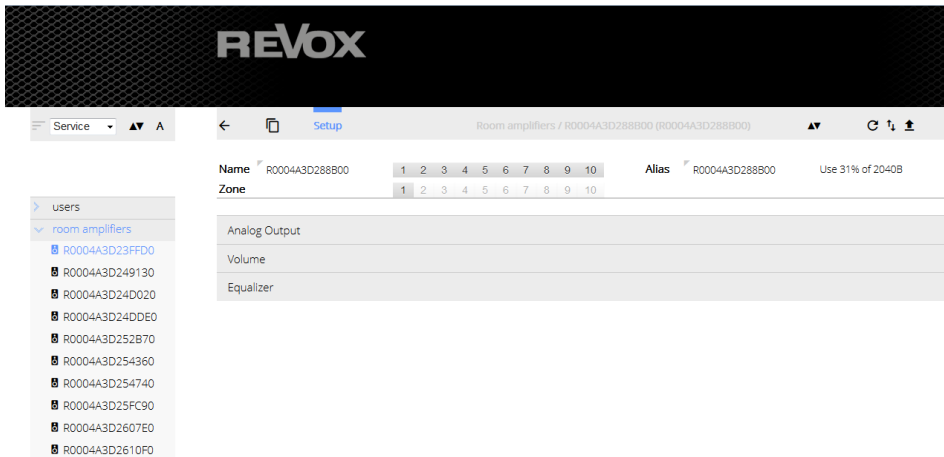 REVOX
Service A
Setup Room amplifiers / R0004A3D288B00 (R0004A3D288B00)
Name R0004A3D288B00 1 2 3 4 5 6 7 8 9 10 Alias R0004A3D288B00 Use 31% of 2040B
Zone 1 2 3 4 5 6 7 8 9 10
users
room amplifiers
R0004A3D23FFD0
R0004A3D249130
R0004A3D24D020
R0004A3D24DDE0
R0004A3D252B70
R0004A3D254360
R0004A3D254740
R0004A3D25FC90
R0004A3D2607E0
R0004A3D2610F0
Analog Output
Volume
Equalizer